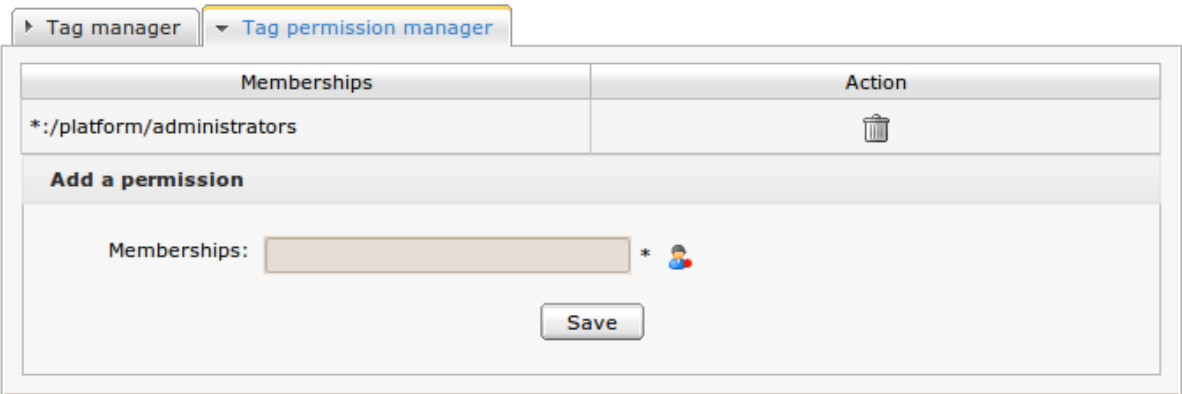 Tag manager Tag permission manager
Memberships Action
*:/platform/administrators
Add a permission
Memberships: *
Save